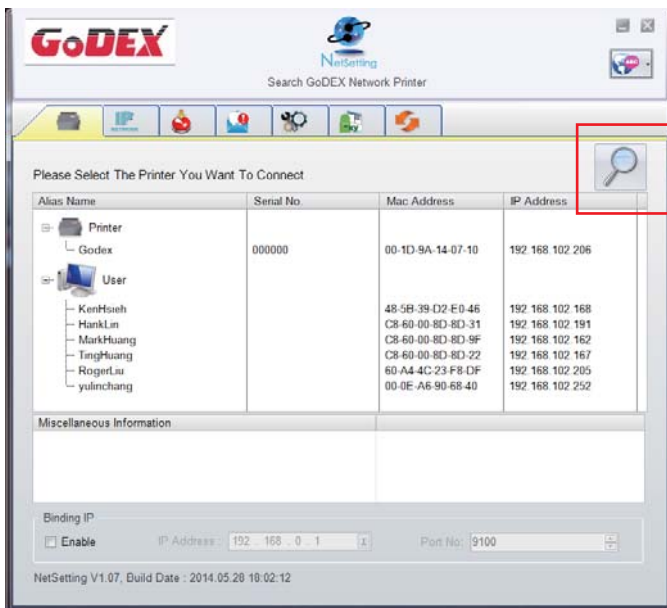 GoDEX
NetSetting
Search GoDEX Network Printer
IP
Please Select The Printer You Want To Connect
Alias Name Serial No. Mac Address IP Address
Printer
Godex 000000 00-1D-9A-14-07-10 192.168.102.206
User
KenHsieh 48-5B-39-D2-E0-46 192.168.102.168
HankLin C8-60-00-8D-8D-31 192.168.102.191
MarkHuang C8-60-00-8D-8D-9F 192.168.102.162
TingHuang C8-60-00-8D-8D-22 192.168.102.167
RogerLiu 60-A4-4C-23-F8-DF 192.168.102.205
yulinchang 00-0E-A6-90-68-40 192.168.102.252
Miscellaneous Information
Binding IP
Enable IP Address : 192 . 168 . 0 . 1 Port No: 9100
NetSetting V1.07, Build Date : 2014.05.28 18:02:12